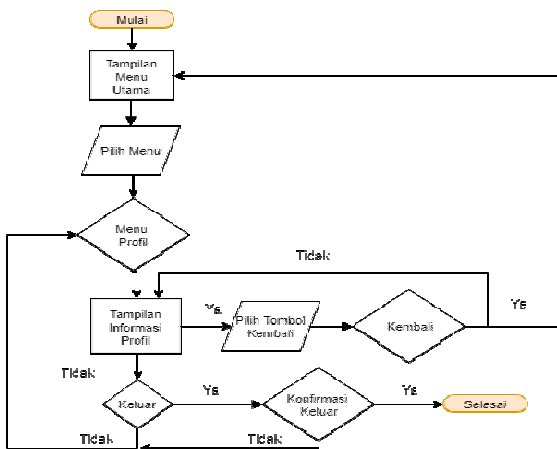 Mulai
Tampilan
Menu
Utama
Pilih Menu
Menu
Profil
Tidak
Tampilan
Informasi
Profil
Ya
Pilih Tombol
Kembali
Kembali
Ya
Tidak
Keluar
Ya
Konfirmasi
Keluar
Ya
Selesai
Tidak
Tidak